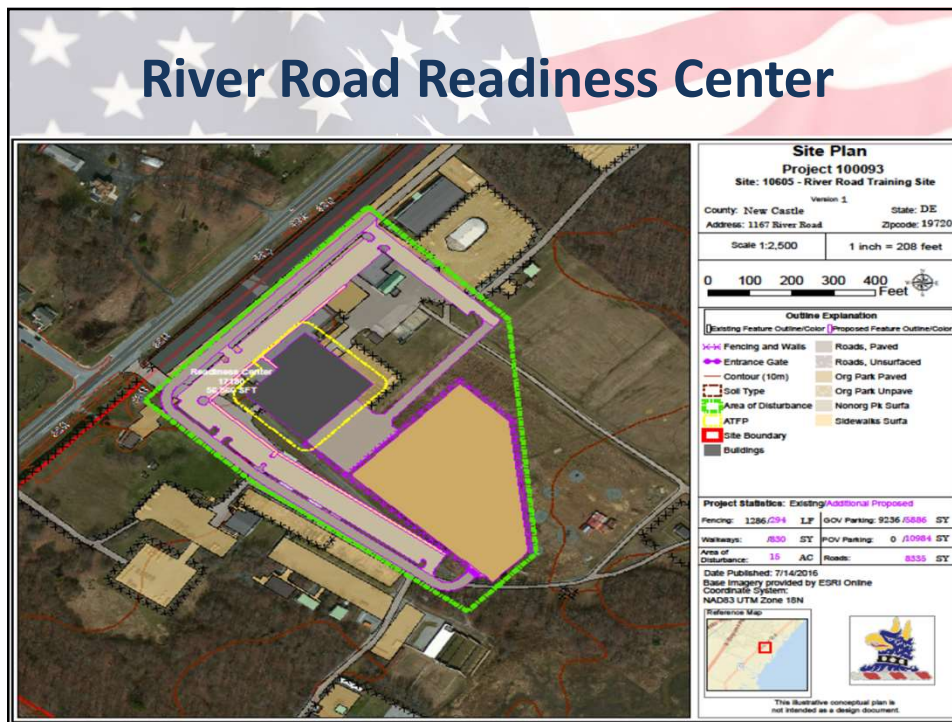 River Road Readiness Center
Readiness Center
17180
Site Plan
Project 100093
Site: 10605 - River Road Training Site
Version 1
County: New Castle State: DE
Address: 1167 River Road Zipcode: 19720
Scale 1:2,500 1 inch = 208 feet
0 100 200 300 400
Feet
Outline Explanation
Existing Feature Outline/Color Proposed Feature Outline/Color
Fencing and Walls Roads, Paved
Entrance Gate Roads, Unsurfaced
Contour (10m) Org Park Paved
Soil Type Org Park Unpave
Area of Disturbance Nonorg Pk Surfa
ATFP Sidewalks Surfa
Site Boundary
Buildings
Project Statistics: Existing/Additional Proposed
Fencing: 1286/294 LF GOV Parking: 9236/5886 SY
Walkways: /830 SY POV Parking: 0 /10984 SY
Area of
Disturbance: 15 AC Roads: 8335 SY
Date Published: 7/14/2016
Base Imagery provided by ESRI Online
Coordinate System:
NAD83 UTM Zone 18N
Reference Map
This illustrative conceptual plan is
not intended as a design document.